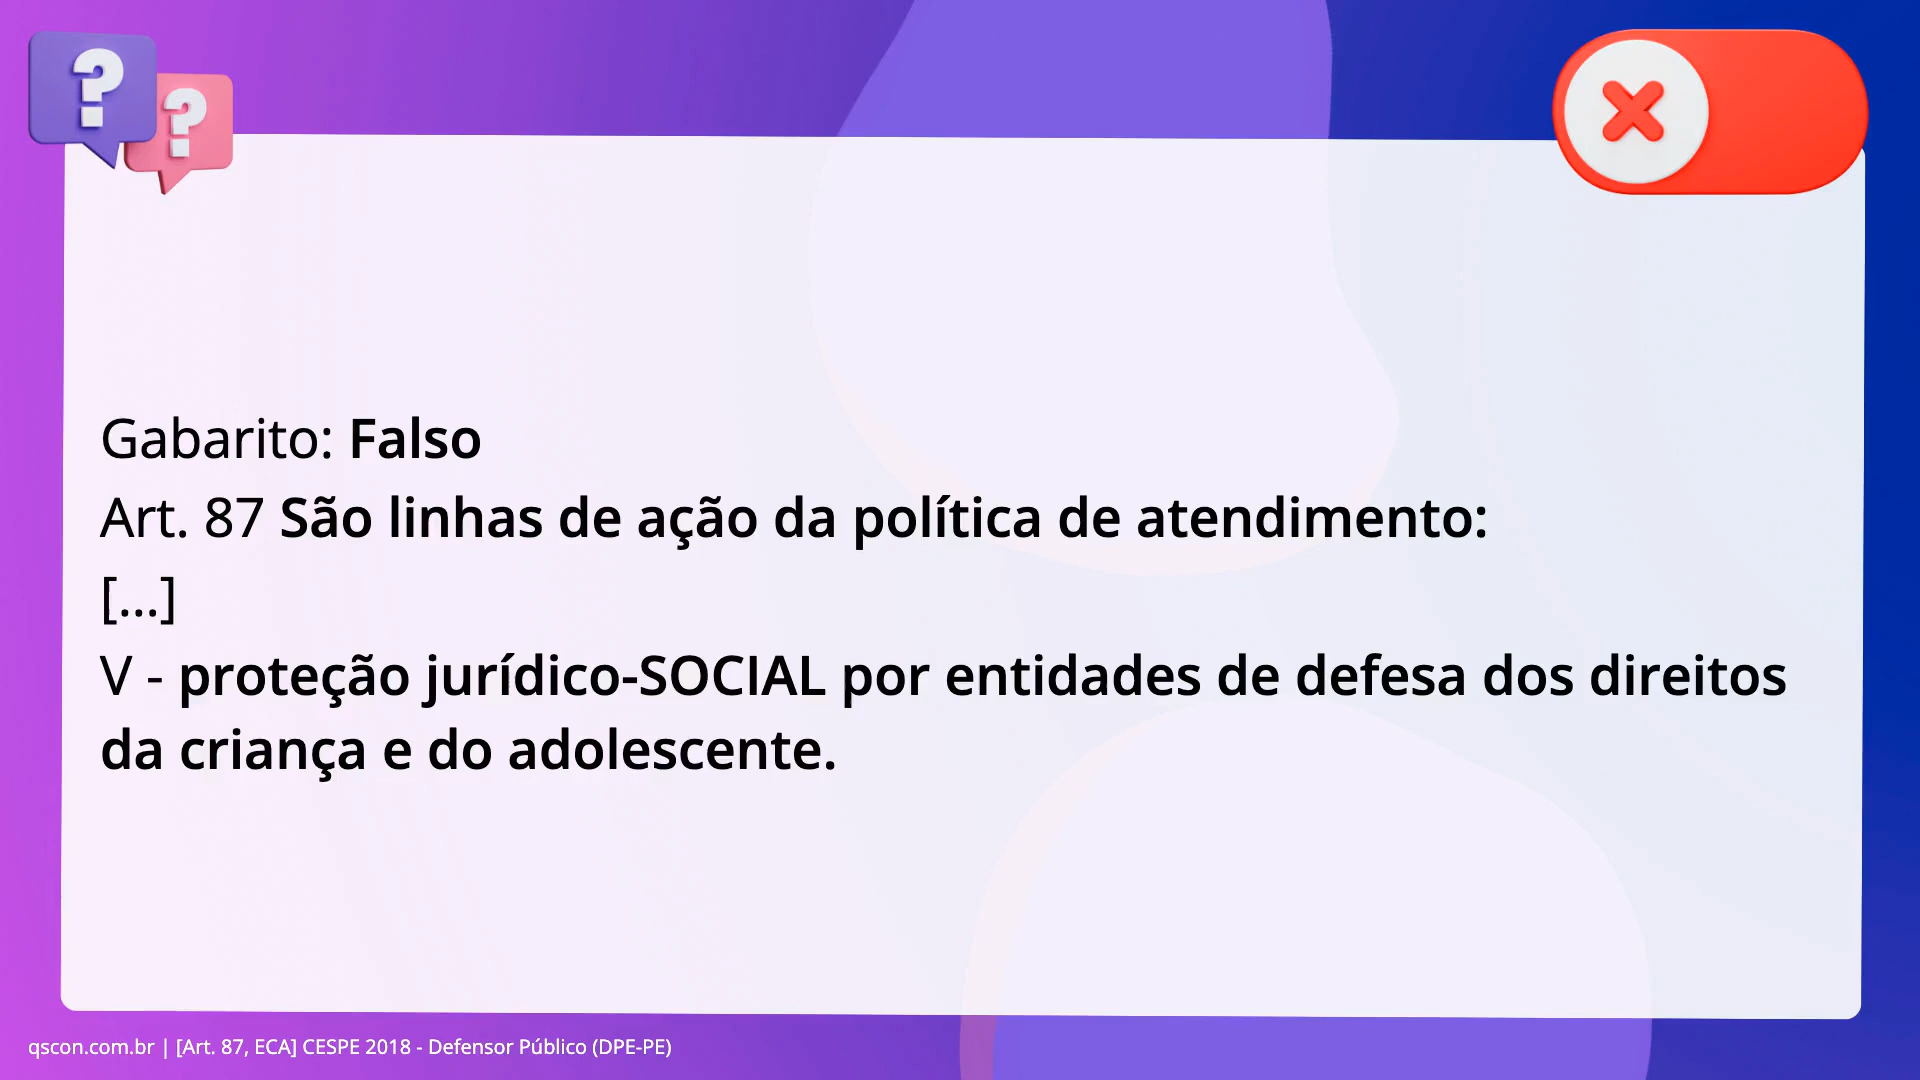 Gabarito: Falso
Art. 87 São linhas de ação da política de atendimento:
[...]
V - proteção jurídico-SOCIAL por entidades de defesa dos direitos
da criança e do adolescente.
qscon.com.br | [Art. 87, ECA] CESPE 2018 - Defensor Público (DPE-PE)